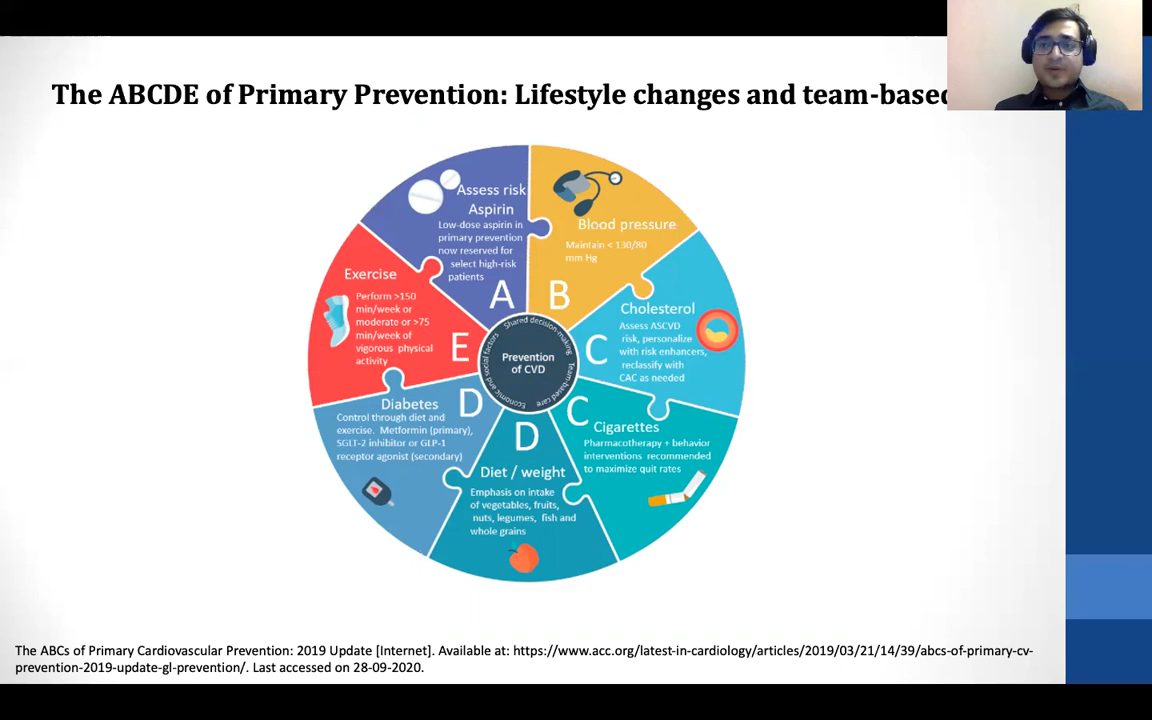 The ABCDE of Primary Prevention: Lifestyle changes and team-based
Assess risk
Aspirin
Low-dose aspirin in
primary prevention
now reserved for
select high-risk
patients
A
B
Blood pressure
Maintain < 130/80
mm Hg
C
Cholesterol
Assess ASCVD
risk, personalize
with risk enhancers,
reclassify with
CAC as needed
C
Cigarettes
Pharmacotherapy + behavior
interventions recommended
to maximize quit rates
D
Diet / weight
Emphasis on intake
of vegetables, fruits,
nuts, legumes, fish and
whole grains
D
Diabetes
Control through diet and
exercise. Metformin (primary),
SGLT-2 inhibitor or GLP-1
receptor agonist (secondary)
E
Exercise
Perform >150
min/week or
moderate or >75
min/week of
vigorous physical
activity
Shared decision-making
Team-based care
Economic and social factors
Prevention
of CVD
The ABCs of Primary Cardiovascular Prevention: 2019 Update [Internet]. Available at: https://www.acc.org/latest-in-cardiology/articles/2019/03/21/14/39/abcs-of-primary-cv-
prevention-2019-update-gl-prevention/. Last accessed on 28-09-2020.